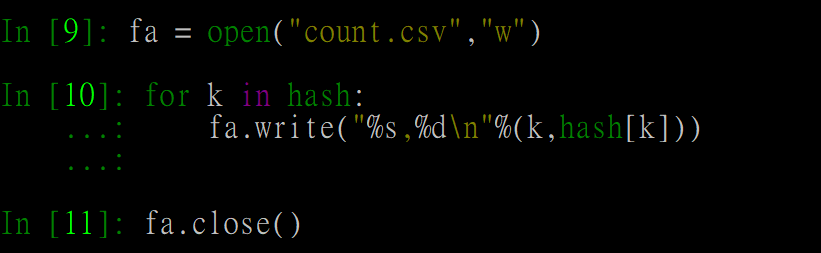 In [9]: fa = open("count.csv","w")
In [10]: for k in hash:
    ...:     fa.write("%s,%d\n"%(k,hash[k]))
    ...:
In [11]: fa.close()